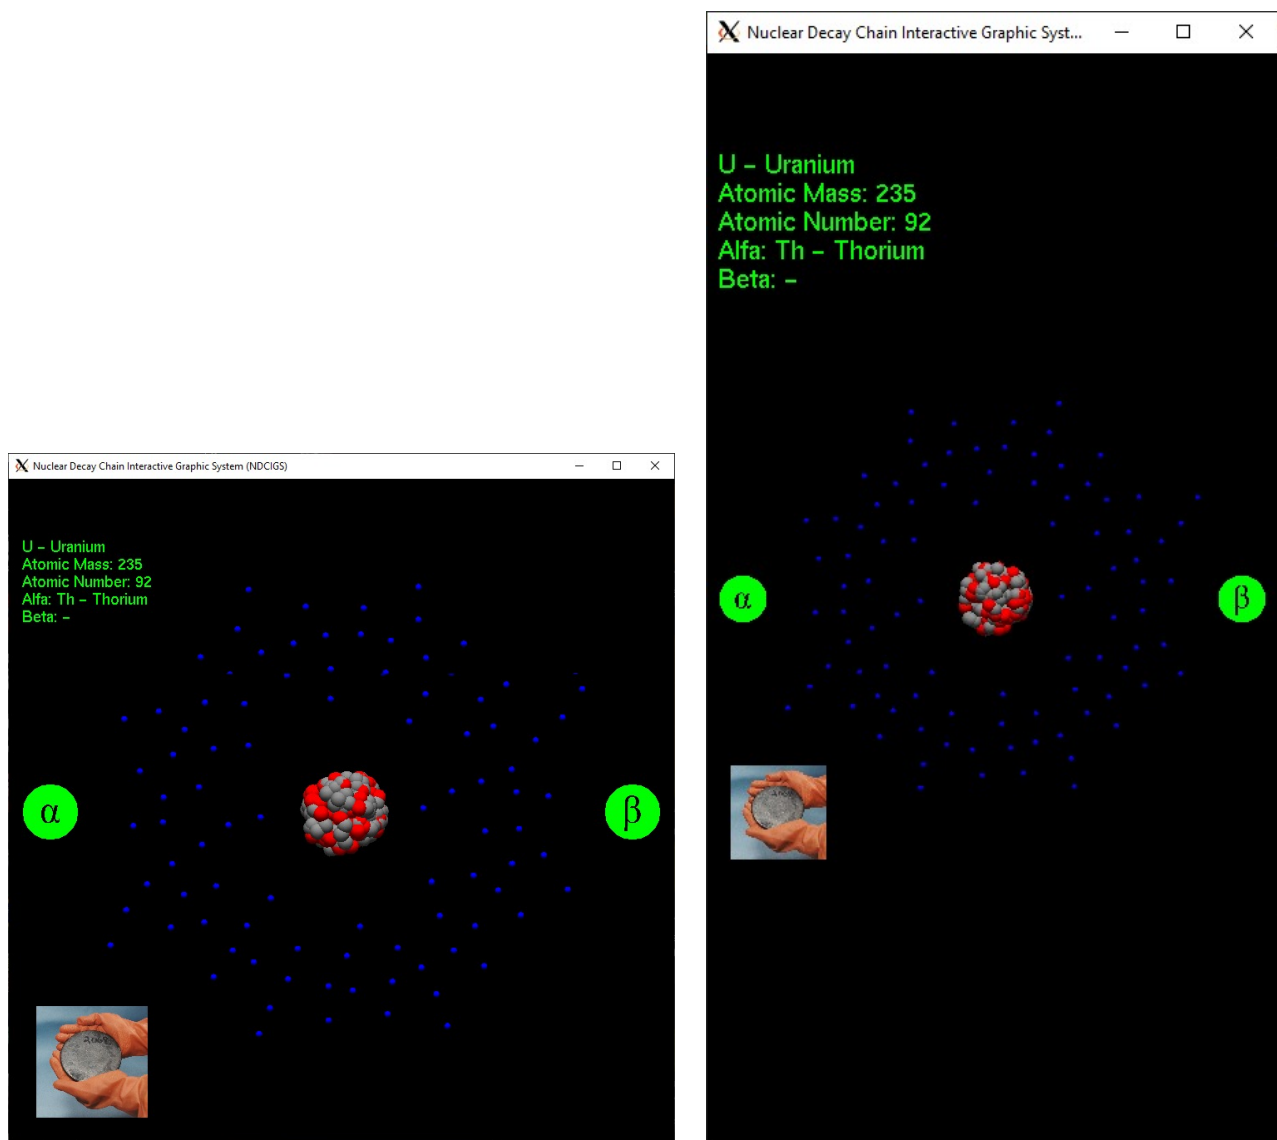 Nuclear Decay Chain Interactive Graphic System (NDCIGS)
U – Uranium
Atomic Mass: 235
Atomic Number: 92
Alfa: Th – Thorium
Beta: –
α
β
Nuclear Decay Chain Interactive Graphic Syst...
U – Uranium
Atomic Mass: 235
Atomic Number: 92
Alfa: Th – Thorium
Beta: –
α
β